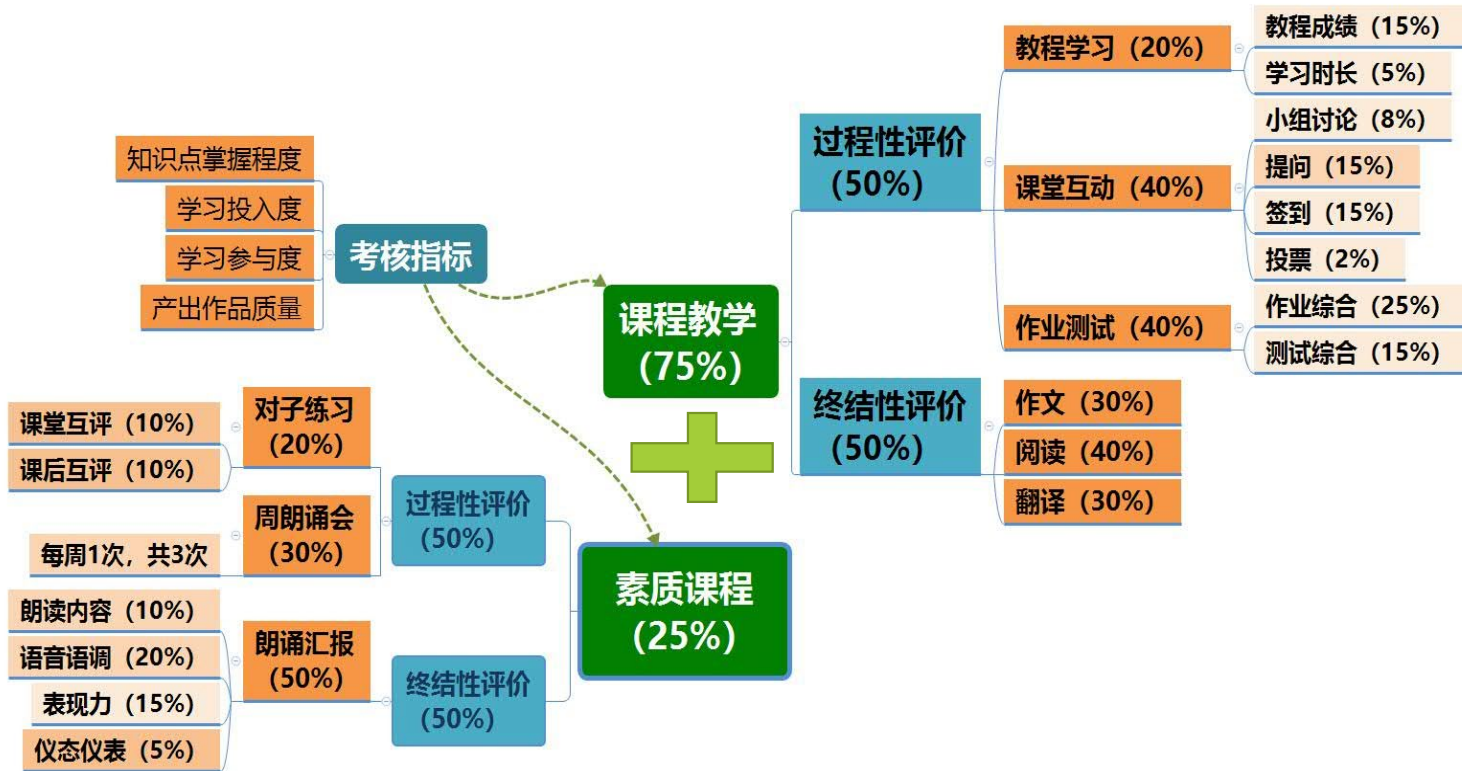 考核指标
知识点掌握程度
学习投入度
学习参与度
产出作品质量
课程教学
(75%)
过程性评价
(50%)
教程学习（20%）
教程成绩（15%）
学习时长（5%）
课堂互动（40%）
小组讨论（8%）
提问（15%）
签到（15%）
投票（2%）
作业测试（40%）
作业综合（25%）
测试综合（15%）
终结性评价
(50%)
作文（30%）
阅读（40%）
翻译（30%）
素质课程
(25%)
过程性评价
(50%)
对子练习
(20%)
课堂互评（10%）
课后互评（10%）
周朗诵会
(30%)
每周1次，共3次
终结性评价
(50%)
朗诵汇报
(50%)
朗读内容（10%）
语音语调（20%）
表现力（15%）
仪态仪表（5%）